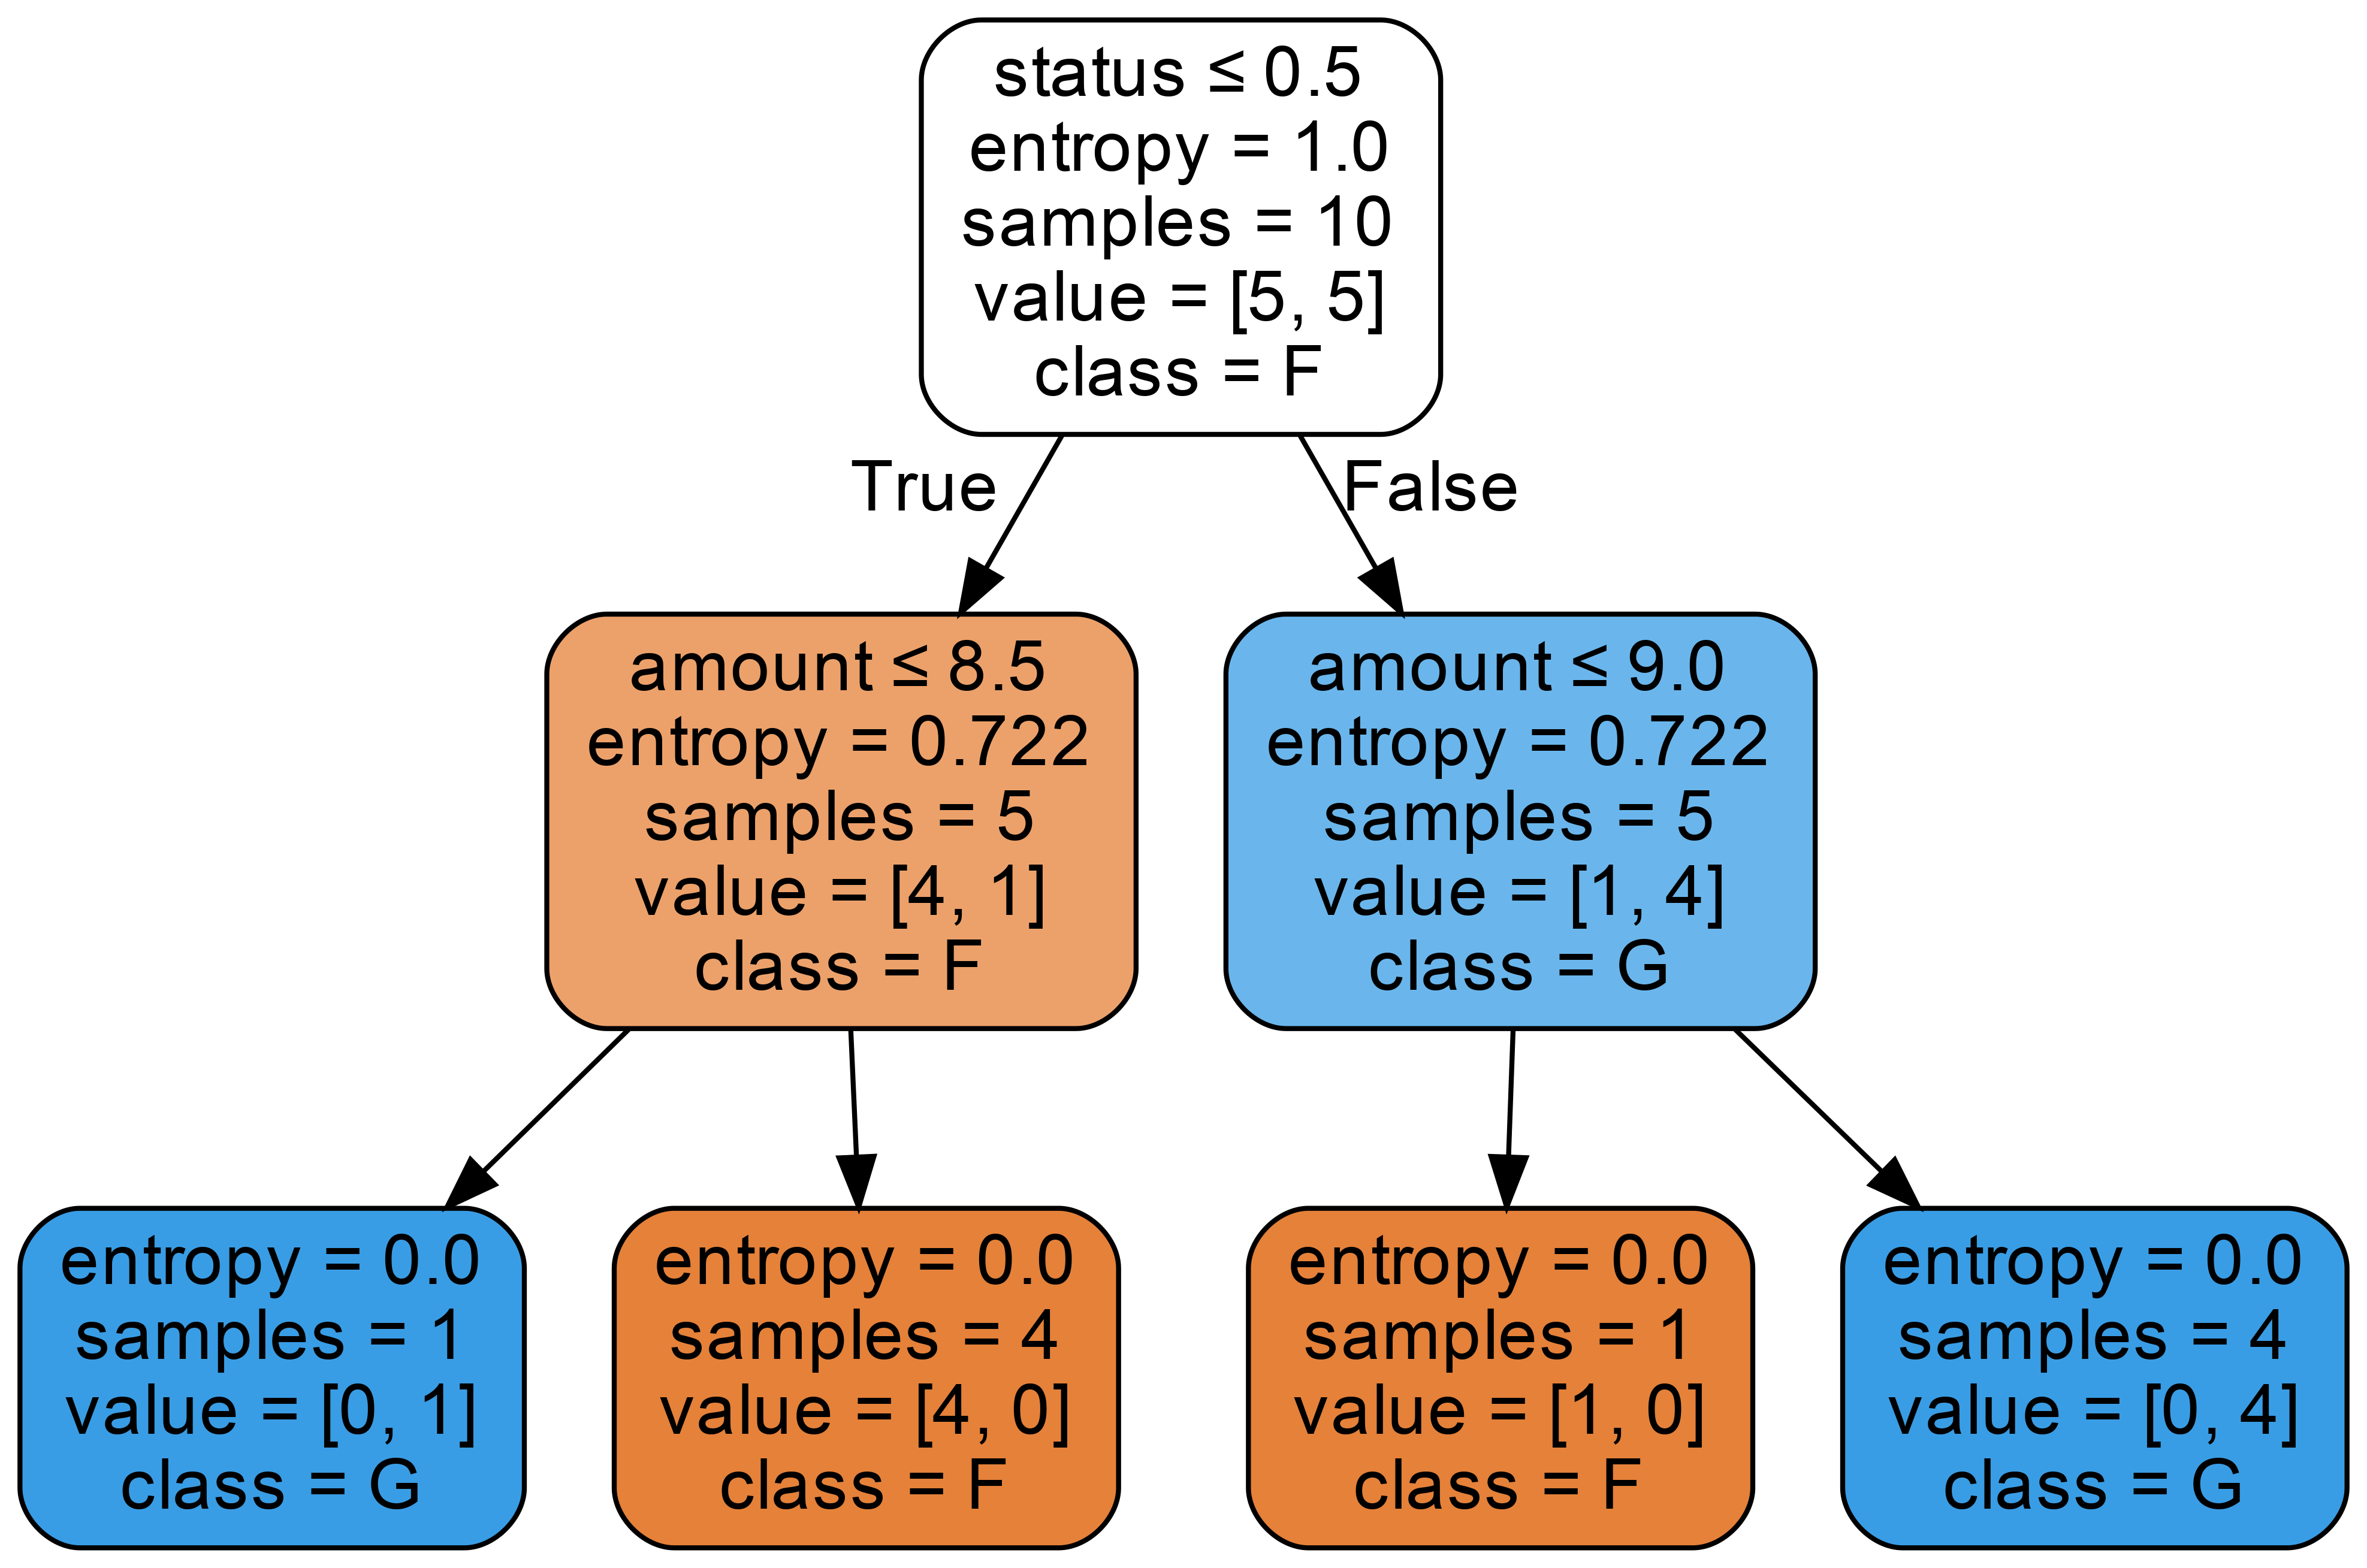 status ≤ 0.5
entropy = 1.0
samples = 10
value = [5, 5]
class = F
True
False
amount ≤ 8.5
entropy = 0.722
samples = 5
value = [4, 1]
class = F
amount ≤ 9.0
entropy = 0.722
samples = 5
value = [1, 4]
class = G
entropy = 0.0
samples = 1
value = [0, 1]
class = G
entropy = 0.0
samples = 4
value = [4, 0]
class = F
entropy = 0.0
samples = 1
value = [1, 0]
class = F
entropy = 0.0
samples = 4
value = [0, 4]
class = G